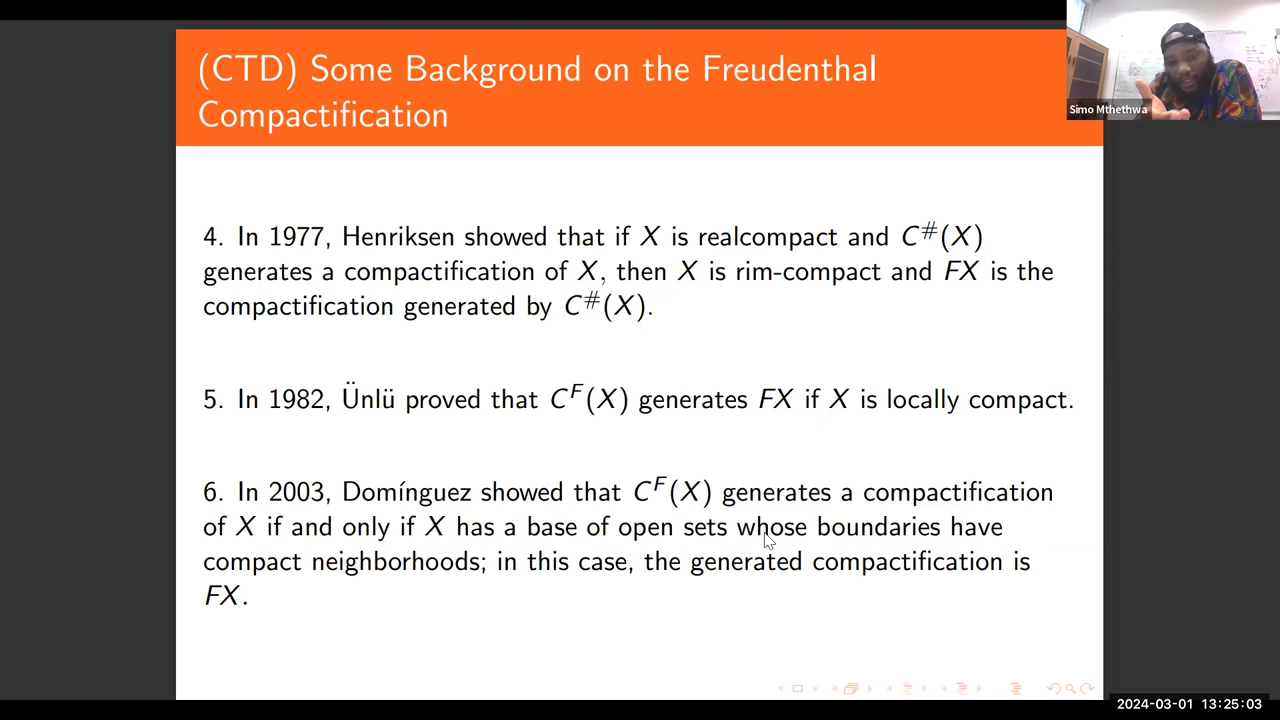 (CTD) Some Background on the Freudenthal
Compactification
Simo Mthethwa
4. In 1977, Henriksen showed that if X is realcompact and C#(X)
generates a compactification of X, then X is rim-compact and FX is the
compactification generated by C#(X).
5. In 1982, Ünlü proved that C^F(X) generates FX if X is locally compact.
6. In 2003, Domínguez showed that C^F(X) generates a compactification
of X if and only if X has a base of open sets whose boundaries have
compact neighborhoods; in this case, the generated compactification is
FX.
2024-03-01 13:25:03